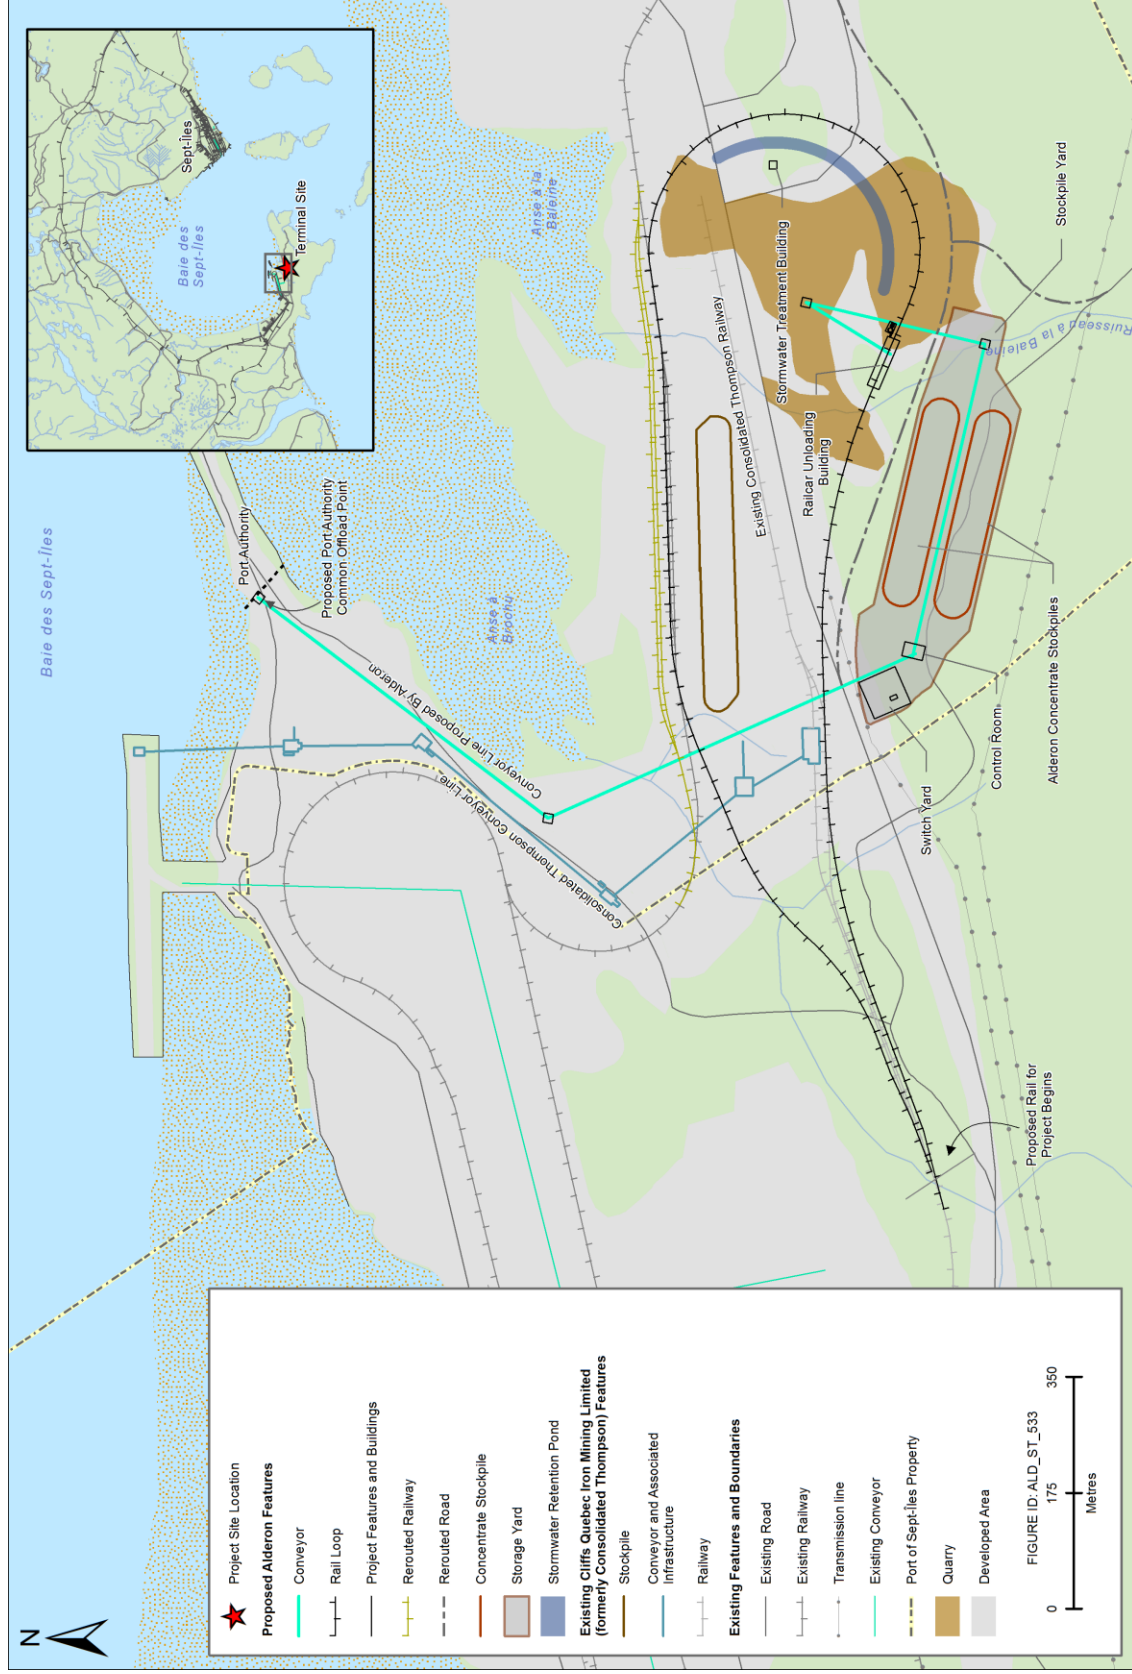 N
Sept-Îles
Baie des
Sept-Iles
Terminal Site
Baie des Sept-Îles
Port Authority
Proposed Port Authority
Common Offload Point
Anse à la
Baleine
Anse à
Brochu
Conveyor Line Proposed By Alderon
Consolidated Thompson Conveyor Line
Existing Consolidated Thompson Railway
Stormwater Treatment Building
Railcar Unloading
Building
Stockpile Yard
Ruisseau à la Baleine
Switch Yard
Control Room
Alderon Concentrate Stockpiles
Proposed Rail for
Project Begins
Project Site Location
Proposed Alderon Features
Conveyor
Rail Loop
Project Features and Buildings
Rerouted Railway
Rerouted Road
Concentrate Stockpile
Storage Yard
Stormwater Retention Pond
Existing Cliffs Quebec Iron Mining Limited
(formerly Consolidated Thompson) Features
Stockpile
Conveyor and Associated
Infrastructure
Railway
Existing Features and Boundaries
Existing Road
Existing Railway
Transmission line
Existing Conveyor
Port of Sept-Îles Property
Quarry
Developed Area
FIGURE ID: ALD_ST_533
0 175 350
Metres